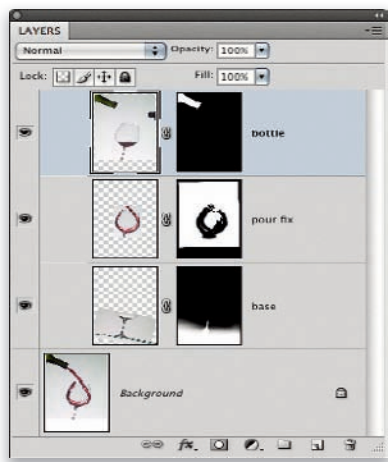 LAYERS
Normal Opacity: 100%
Lock: Fill: 100%
bottle
pour fix
base
Background
fx.